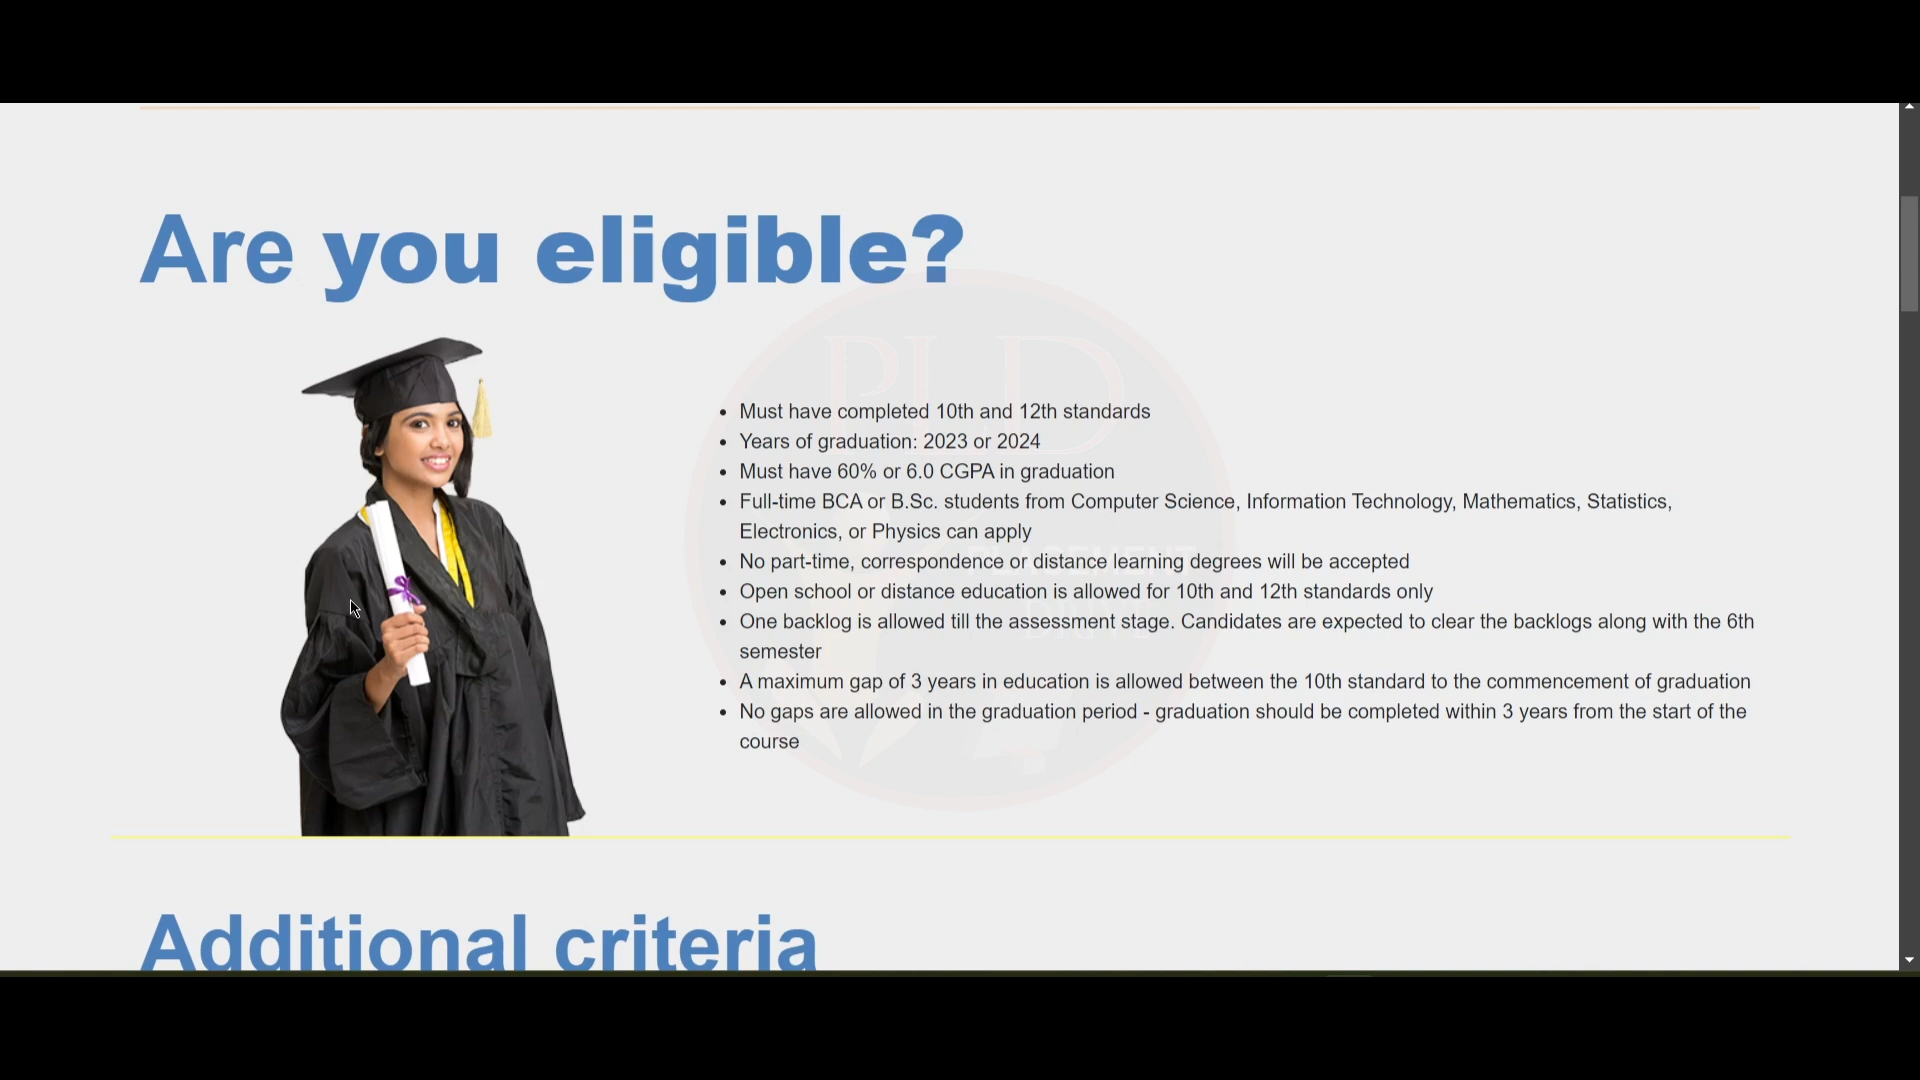 Are you eligible?
PLD
• Must have completed 10th and 12th standards
• Years of graduation: 2023 or 2024
• Must have 60% or 6.0 CGPA in graduation
• Full-time BCA or B.Sc. students from Computer Science, Information Technology, Mathematics, Statistics,
Electronics, or Physics can apply
• No part-time, correspondence or distance learning degrees will be accepted
• Open school or distance education is allowed for 10th and 12th standards only
• One backlog is allowed till the assessment stage. Candidates are expected to clear the backlogs along with the 6th
semester
• A maximum gap of 3 years in education is allowed between the 10th standard to the commencement of graduation
• No gaps are allowed in the graduation period - graduation should be completed within 3 years from the start of the
course
Additional criteria